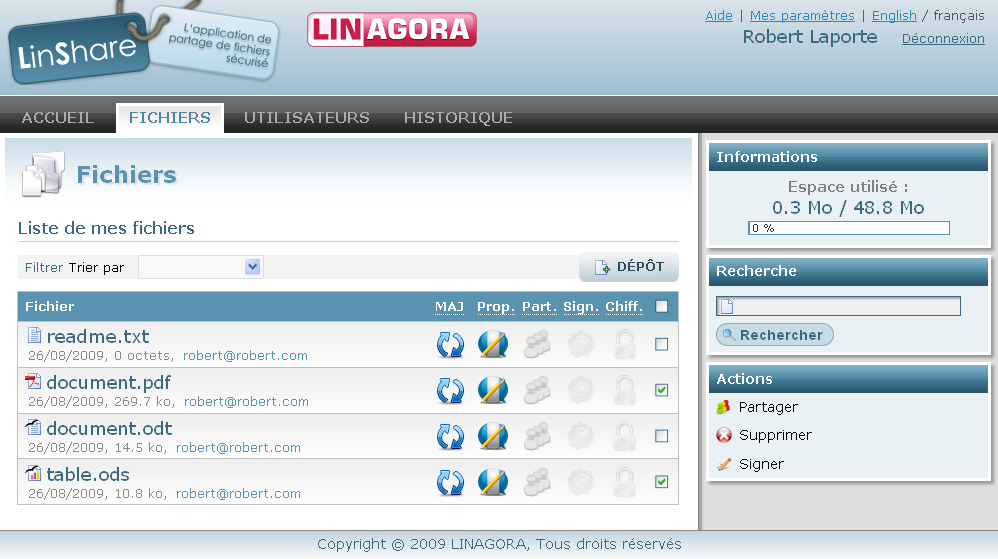 LinShare
L'application de
partage de fichiers
sécurisé
LINAGORA
Aide | Mes paramètres | English / français
Robert Laporte Déconnexion
ACCUEIL FICHIERS UTILISATEURS HISTORIQUE
Fichiers
Liste de mes fichiers
Filtrer Trier par
DÉPÔT
Fichier MAJ Prop. Part. Sign. Chiff.
readme.txt
26/08/2009, 0 octets, robert@robert.com
document.pdf
26/08/2009, 269.7 ko, robert@robert.com
document.odt
26/08/2009, 14.5 ko, robert@robert.com
table.ods
26/08/2009, 10.8 ko, robert@robert.com
Informations
Espace utilisé :
0.3 Mo / 48.8 Mo
0 %
Recherche
Rechercher
Actions
Partager
Supprimer
Signer
Copyright © 2009 LINAGORA, Tous droits réservés